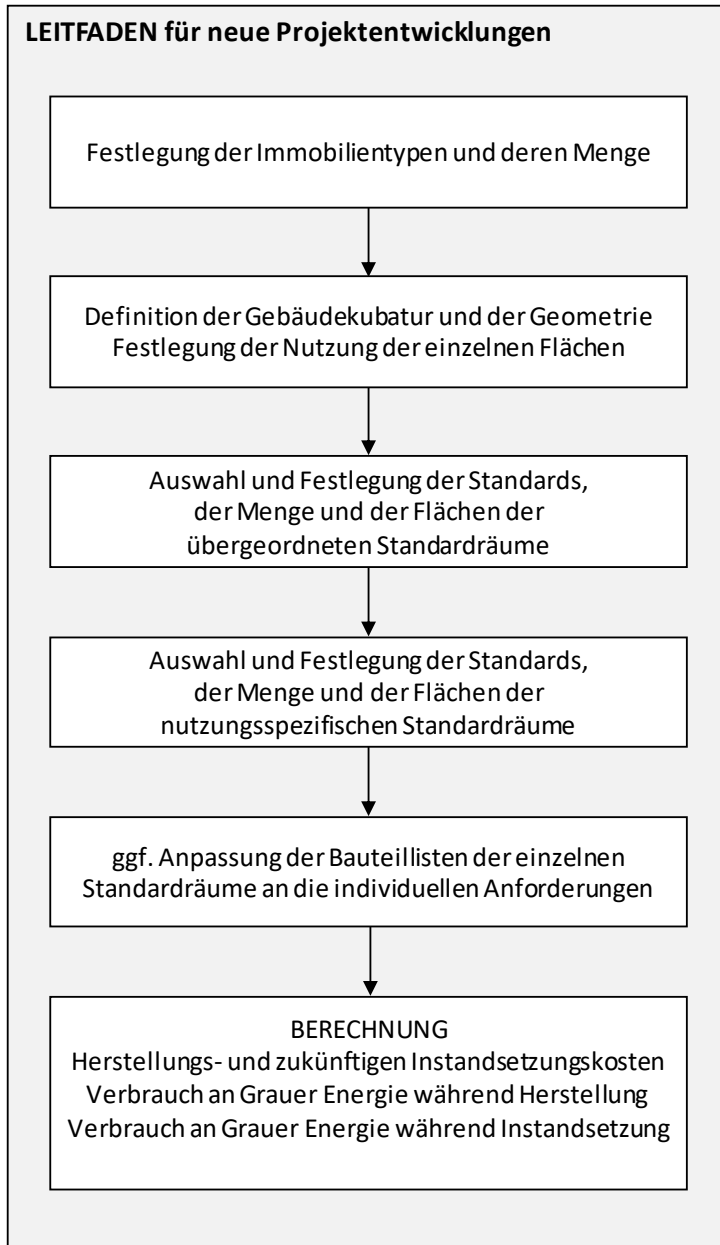 LEITFADEN für neue Projektentwicklungen
Festlegung der Immobilientypen und deren Menge
Definition der Gebäudekubatur und der Geometrie
Festlegung der Nutzung der einzelnen Flächen
Auswahl und Festlegung der Standards,
der Menge und der Flächen der
übergeordneten Standardräume
Auswahl und Festlegung der Standards,
der Menge und der Flächen der
nutzungsspezifischen Standardräume
ggf. Anpassung der Bauteillisten der einzelnen
Standardräume an die individuellen Anforderungen
BERECHNUNG
Herstellungs- und zukünftigen Instandsetzungskosten
Verbrauch an Grauer Energie während Herstellung
Verbrauch an Grauer Energie während Instandsetzung